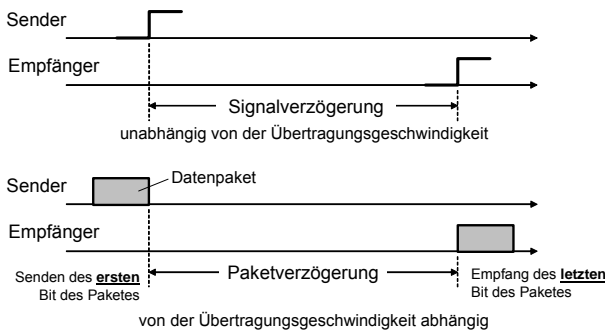 Sender
Empfänger
Signalverzögerung
unabhängig von der Übertragungsgeschwindigkeit
Sender
Datenpaket
Empfänger
Senden des ersten
Bit des Paketes
Paketverzögerung
Empfang des letzten
Bit des Paketes
von der Übertragungsgeschwindigkeit abhängig